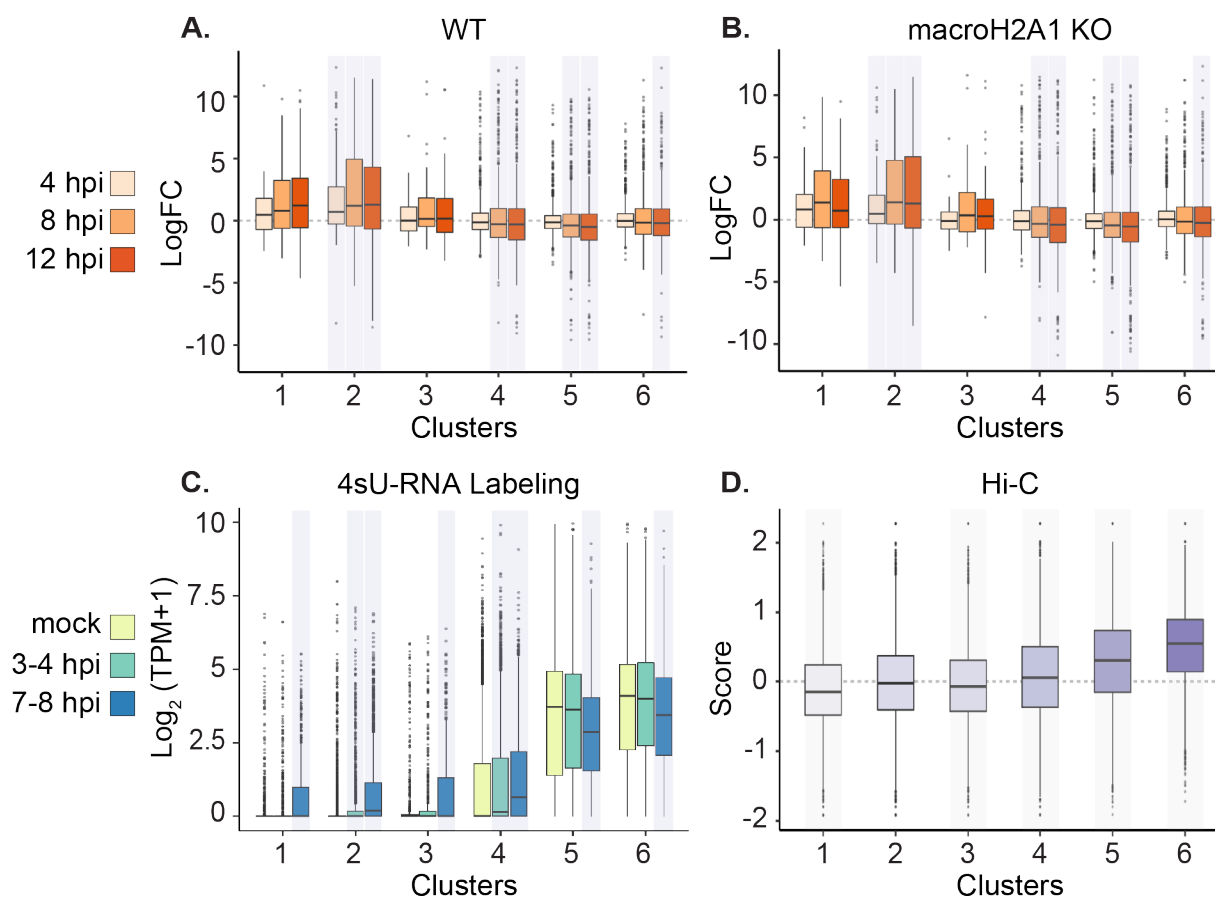 A.
WT
10
5
0
-5
-10
LogFC
4 hpi
8 hpi
12 hpi
1 2 3 4 5 6
Clusters
B.
macroH2A1 KO
10
5
0
-5
-10
LogFC
1 2 3 4 5 6
Clusters
C.
4sU-RNA Labeling
10
7.5
5.0
2.5
0
Log2 (TPM+1)
mock
3-4 hpi
7-8 hpi
1 2 3 4 5 6
Clusters
D.
Hi-C
2
1
0
-1
-2
Score
1 2 3 4 5 6
Clusters